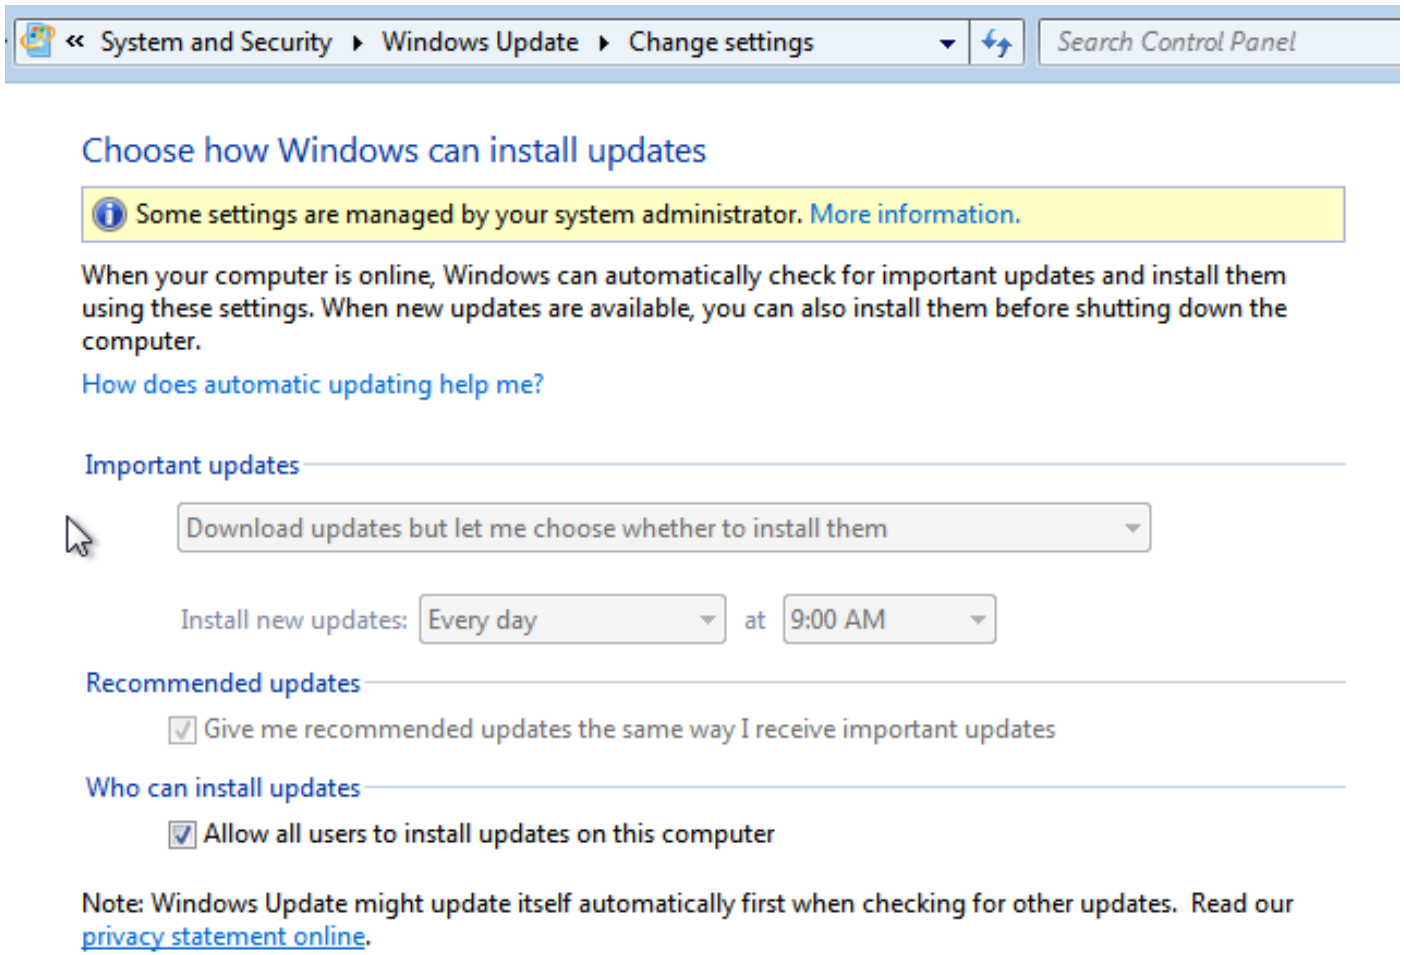 « System and Security ▸ Windows Update ▸ Change settings
Search Control Panel
Choose how Windows can install updates
Some settings are managed by your system administrator. More information.
When your computer is online, Windows can automatically check for important updates and install them
using these settings. When new updates are available, you can also install them before shutting down the
computer.
How does automatic updating help me?
Important updates
Download updates but let me choose whether to install them
Install new updates: Every day at 9:00 AM
Recommended updates
Give me recommended updates the same way I receive important updates
Who can install updates
Allow all users to install updates on this computer
Note: Windows Update might update itself automatically first when checking for other updates. Read our
privacy statement online.